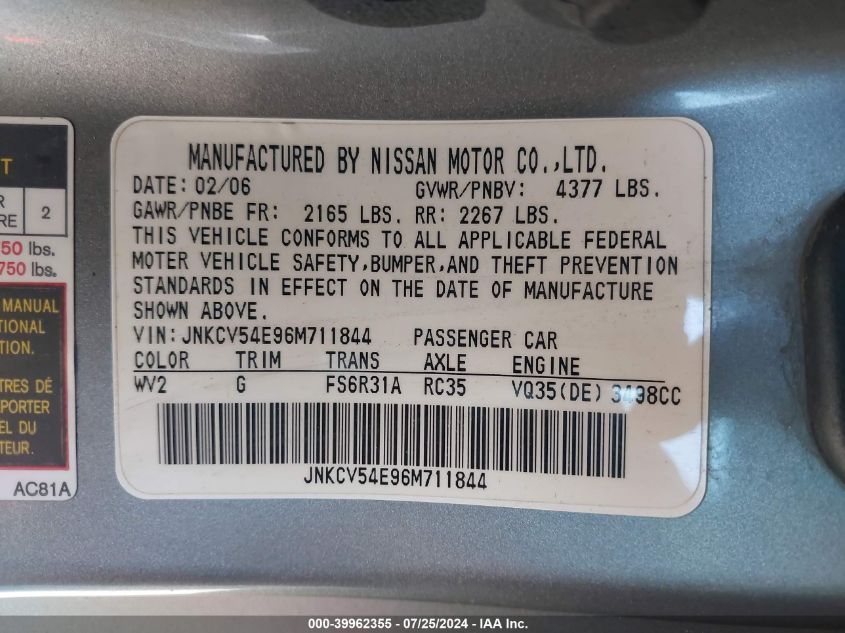 MANUFACTURED BY NISSAN MOTOR CO.,LTD.
DATE: 02/06 GVWR/PNBV: 4377 LBS.
GAWR/PNBE FR: 2165 LBS. RR: 2267 LBS.
THIS VEHICLE CONFORMS TO ALL APPLICABLE FEDERAL
MOTER VEHICLE SAFETY,BUMPER,AND THEFT PREVENTION
STANDARDS IN EFFECT ON THE DATE OF MANUFACTURE
SHOWN ABOVE.
VIN:JNKCV54E96M711844 PASSENGER CAR
COLOR TRIM TRANS AXLE ENGINE
WV2 G FS6R31A RC35 VQ35(DE) 3498CC
JNKCV54E96M711844
T
R
RE 2
50 lbs.
750 lbs.
MANUAL
TIONAL
TION.
TRES DÉ
PORTER
EL DU
TEUR.
AC81A
000-39962355 - 07/25/2024 - IAA Inc.